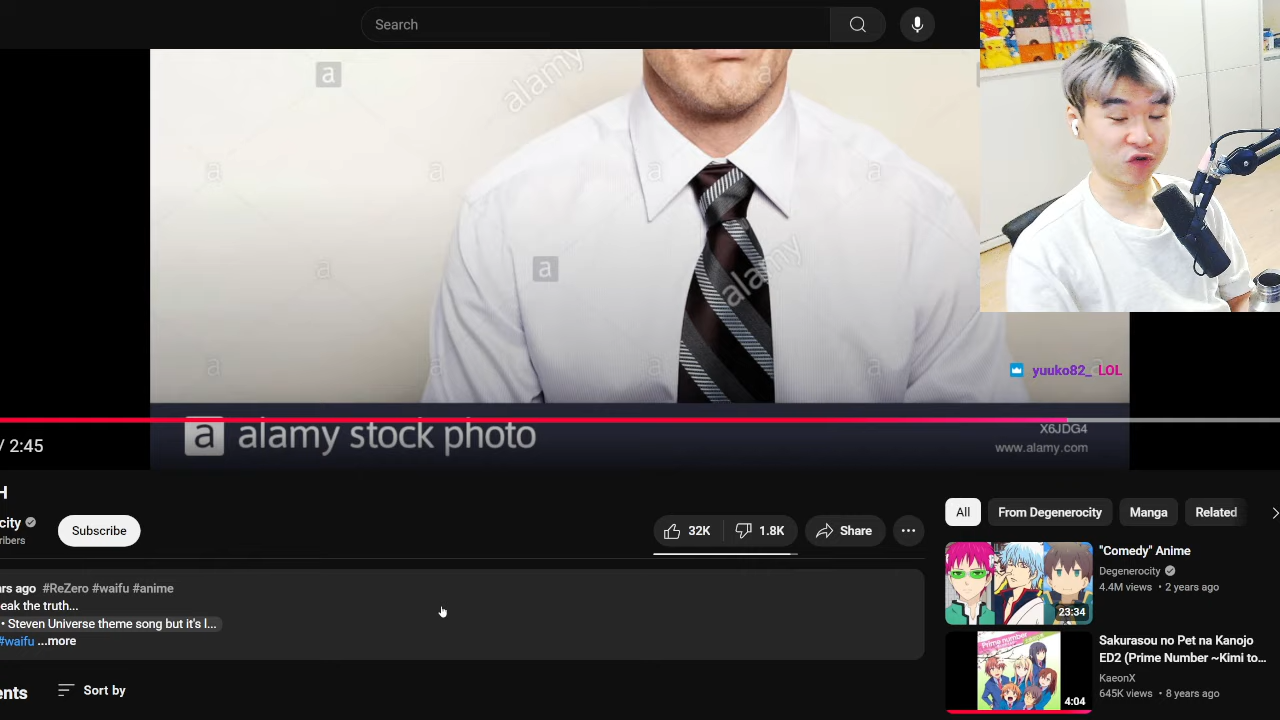 Search
a
alamy
a
a
a
a
a
a
a
a
alamy
a
a
a
a
a
yuuko82_ LOL
a alamy stock photo
X6JDG4
www.alamy.com
/ 2:45
H
city
Subscribe
ribers
32K
1.8K
Share
All
From Degenerocity
Manga
Related
rs ago #ReZero #waifu #anime
eak the truth...
• Steven Universe theme song but it's l...
#waifu ...more
ents
Sort by
"Comedy" Anime
Degenerocity
4.4M views • 2 years ago
23:34
Prime number
Sakurasou no Pet na Kanojo
ED2 (Prime Number ~Kimi to...
KaeonX
645K views • 8 years ago
4:04